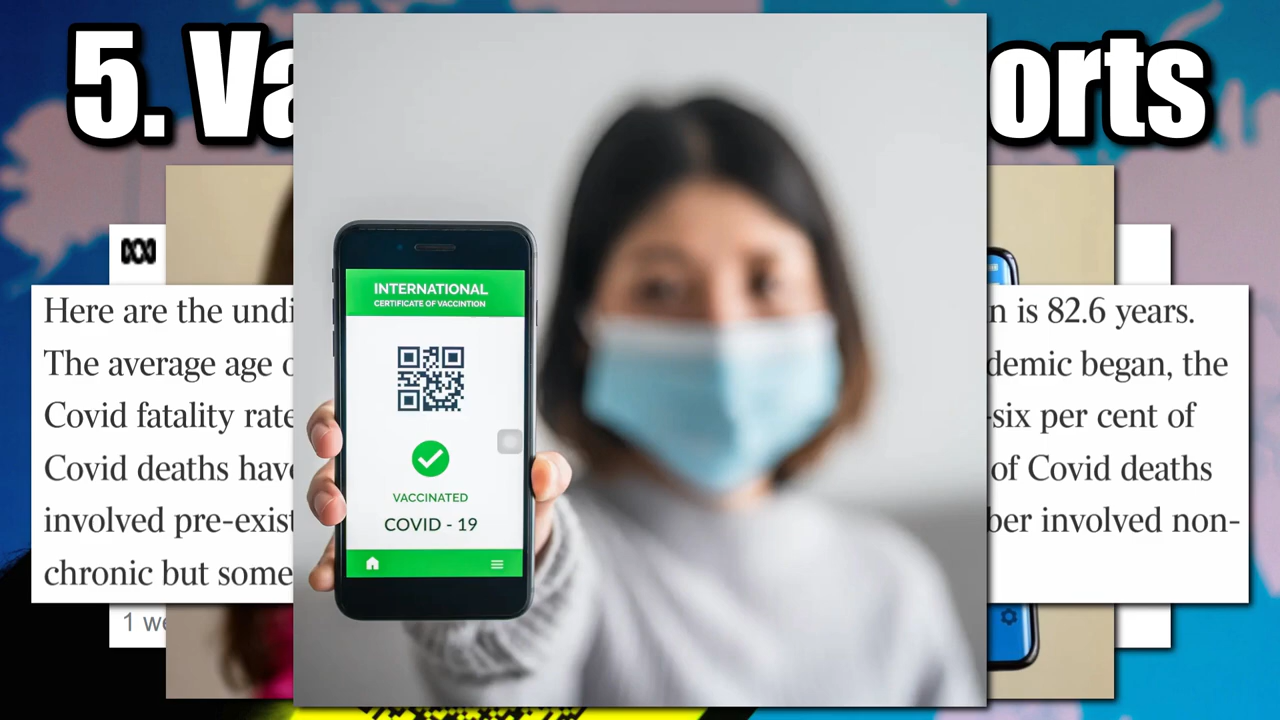 5. Va orts
Here are the undi n is 82.6 years.
The average age o demic began, the
Covid fatality rate -six per cent of
Covid deaths have of Covid deaths
involved pre-exist ber involved non-
chronic but some
1 we
INTERNATIONAL
CERTIFICATE OF VACCINTION
VACCINATED
COVID - 19